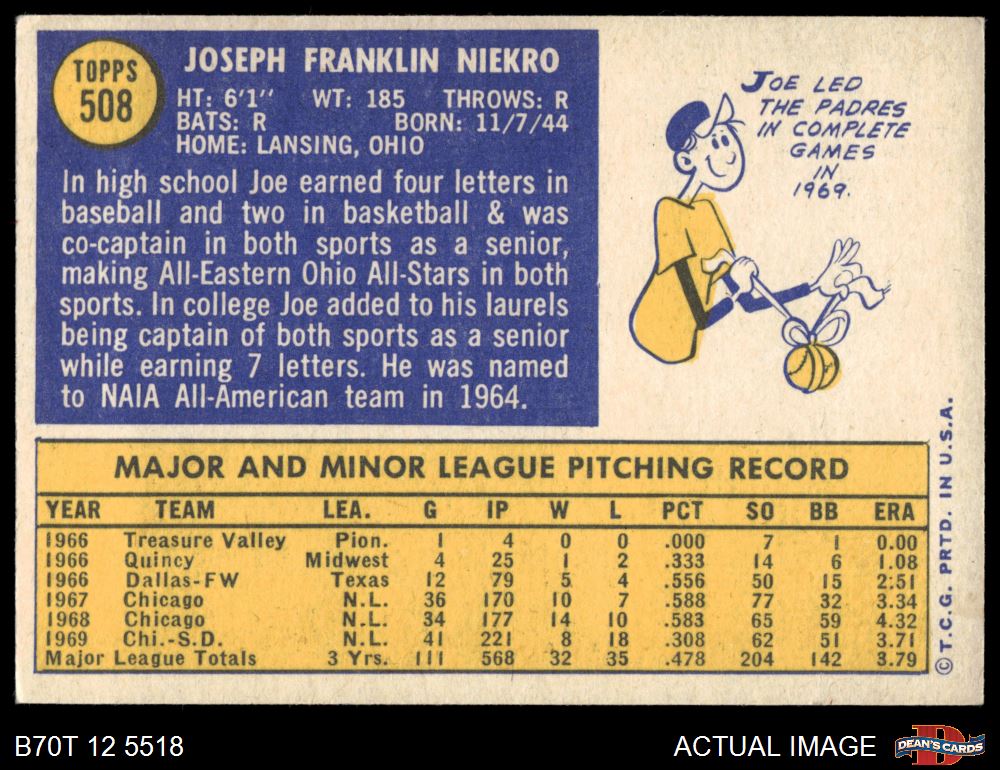 TOPPS
508
JOSEPH FRANKLIN NIEKRO
HT: 6'1" WT: 185 THROWS: R
BATS: R BORN: 11/7/44
HOME: LANSING, OHIO
In high school Joe earned four letters in
baseball and two in basketball & was
co-captain in both sports as a senior,
making All-Eastern Ohio All-Stars in both
sports. In college Joe added to his laurels
being captain of both sports as a senior
while earning 7 letters. He was named
to NAIA All-American team in 1964.
JOE LED
THE PADRES
IN COMPLETE
GAMES
IN
1969.
MAJOR AND MINOR LEAGUE PITCHING RECORD
YEAR TEAM LEA. G IP W L PCT SO BB ERA
1966 Treasure Valley Pion. 1 4 0 0 .000 7 1 0.00
1966 Quincy Midwest 4 25 1 2 .333 14 6 1.08
1966 Dallas-FW Texas 12 79 5 4 .556 50 15 2:51
1967 Chicago N.L. 36 170 10 7 .588 77 32 3.34
1968 Chicago N.L. 34 177 14 10 .583 65 59 4.32
1969 Chi.-S.D. N.L. 41 221 8 18 .308 62 51 3.71
Major League Totals 3 Yrs. 111 568 32 35 .478 204 142 3.79
© T.C.G. PRTD. IN U.S.A.
B70T 12 5518
ACTUAL IMAGE
D
DEAN'S CARDS